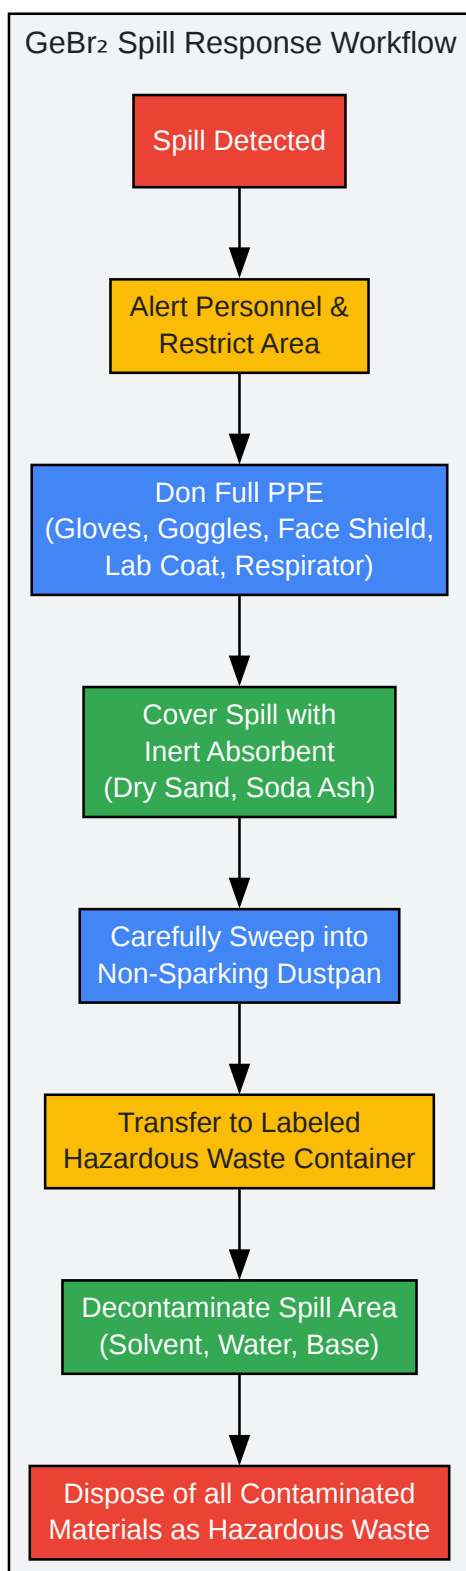 GeBr₂ Spill Response Workflow
Spill Detected
Alert Personnel &
Restrict Area
Don Full PPE
(Gloves, Goggles, Face Shield,
Lab Coat, Respirator)
Cover Spill with
Inert Absorbent
(Dry Sand, Soda Ash)
Carefully Sweep into
Non-Sparking Dustpan
Transfer to Labeled
Hazardous Waste Container
Decontaminate Spill Area
(Solvent, Water, Base)
Dispose of all Contaminated
Materials as Hazardous Waste